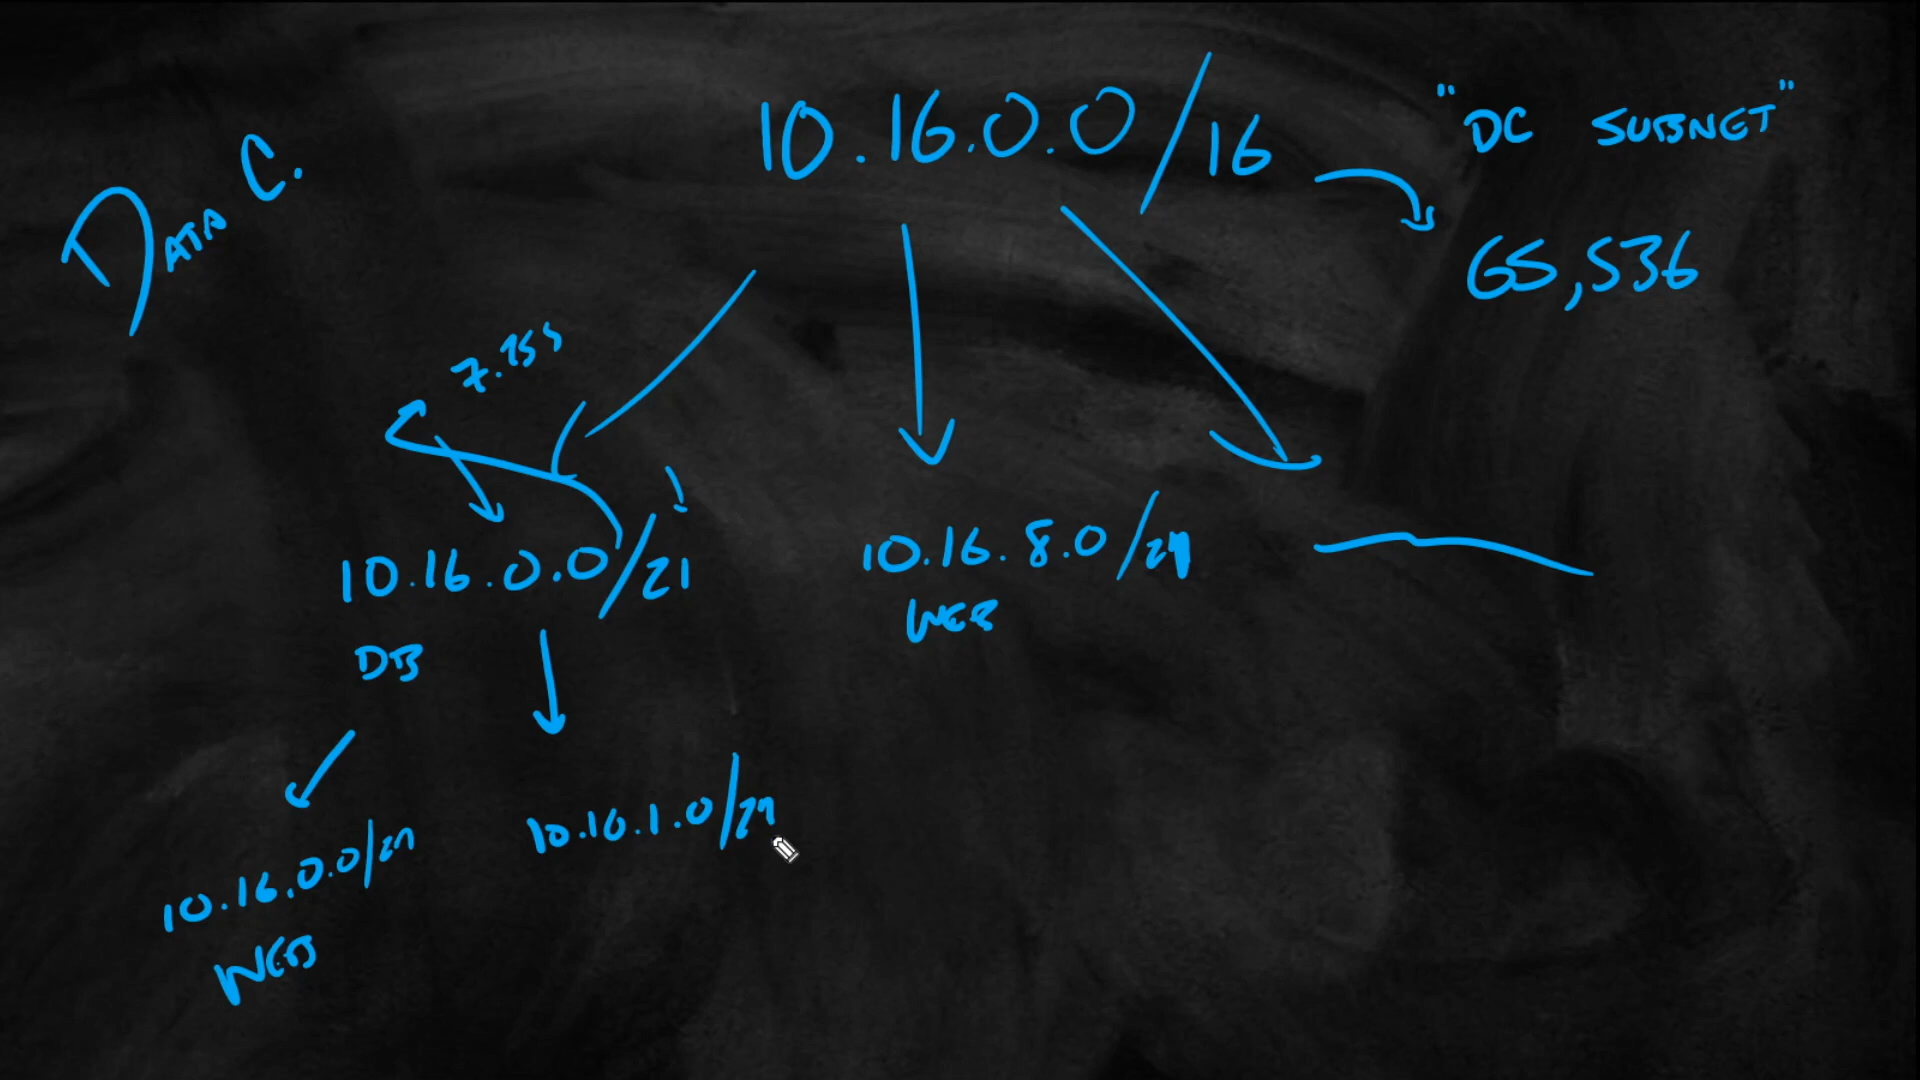 DATA C.
10.16.0.0/16
"DC SUBNET"
65,536
7.255
10.16.0.0/21
DB
10.16.8.0/21
WEB
10.16.0.0/24
WEB
10.16.1.0/24